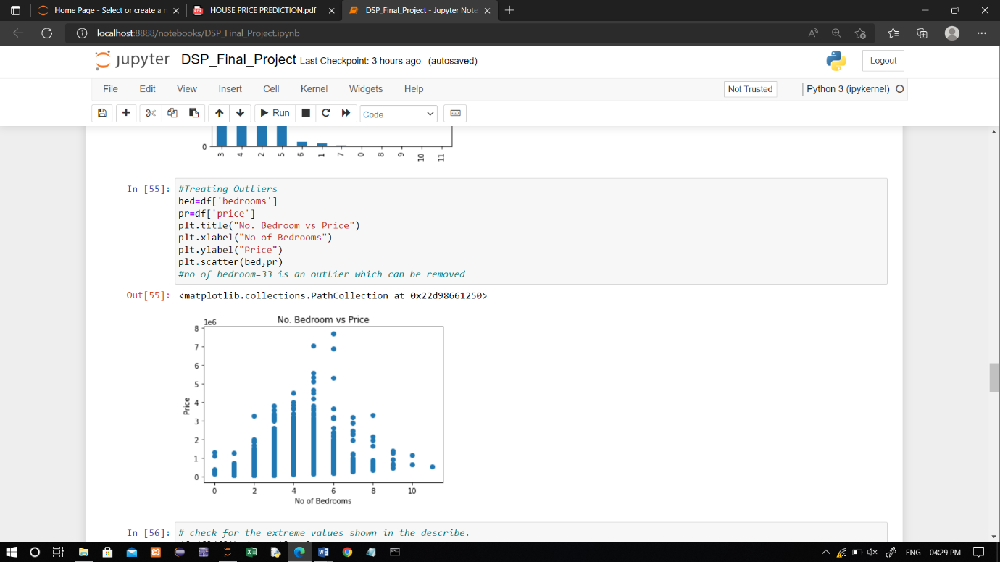 Home Page - Select or create a n
HOUSE PRICE PREDICTION.pdf
DSP_Final_Project - Jupyter Note
localhost:8888/notebooks/DSP_Final_Project.ipynb
jupyter DSP_Final_Project Last Checkpoint: 3 hours ago (autosaved)
Logout
File Edit View Insert Cell Kernel Widgets Help
Not Trusted
Python 3 (ipykernel)
Run
Code
0
3 4 2 5 6 1 7 0 8 9 10 11
In [55]: #Treating Outliers
bed=df['bedrooms']
pr=df['price']
plt.title("No. Bedroom vs Price")
plt.xlabel("No of Bedrooms")
plt.ylabel("Price")
plt.scatter(bed,pr)
#no of bedroom=33 is an outlier which can be removed
Out[55]: <matplotlib.collections.PathCollection at 0x22d98661250>
1e6
No. Bedroom vs Price
8
7
6
5
4
3
2
1
0
Price
0 2 4 6 8 10
No of Bedrooms
In [56]: # check for the extreme values shown in the describe.
ENG 04:29 PM